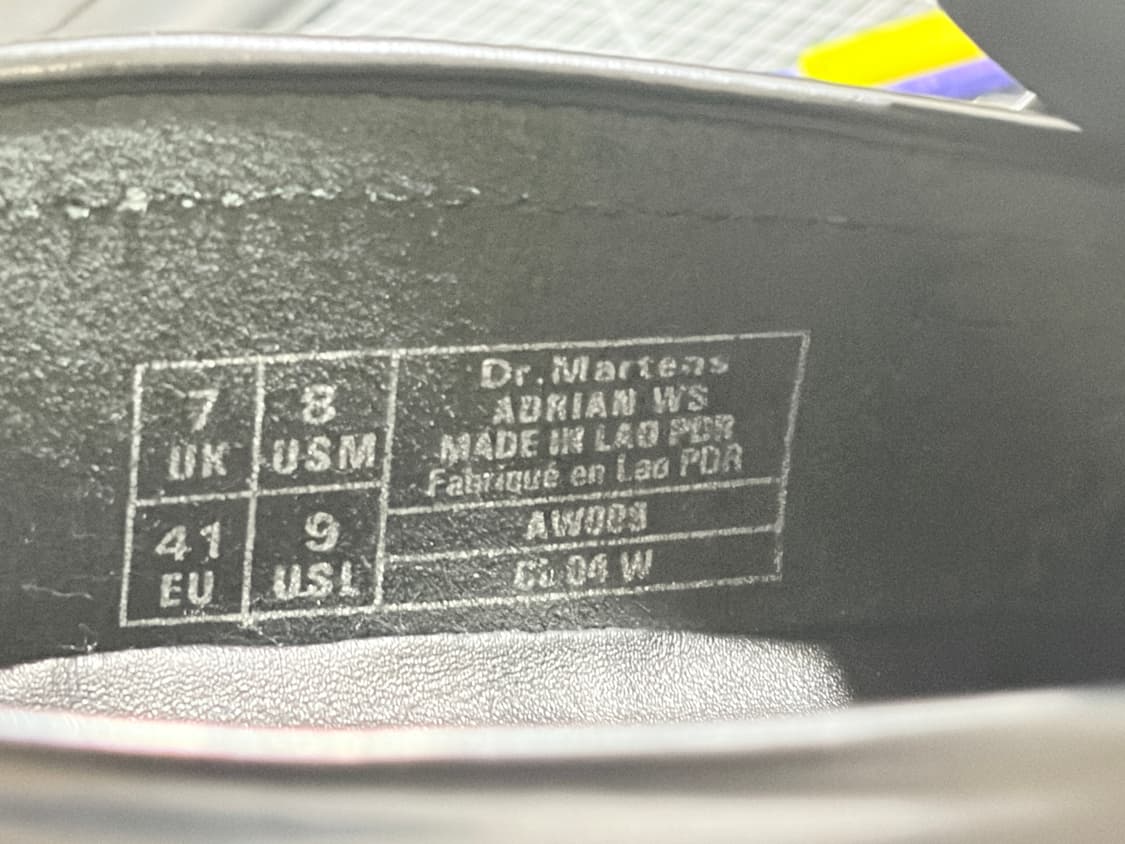 7
UK
8
USM
41
EU
9
USL
Dr. Martens
ADRIAN WS
MADE IN LAO PDR
Fabriqué en Lao PDR
04 W